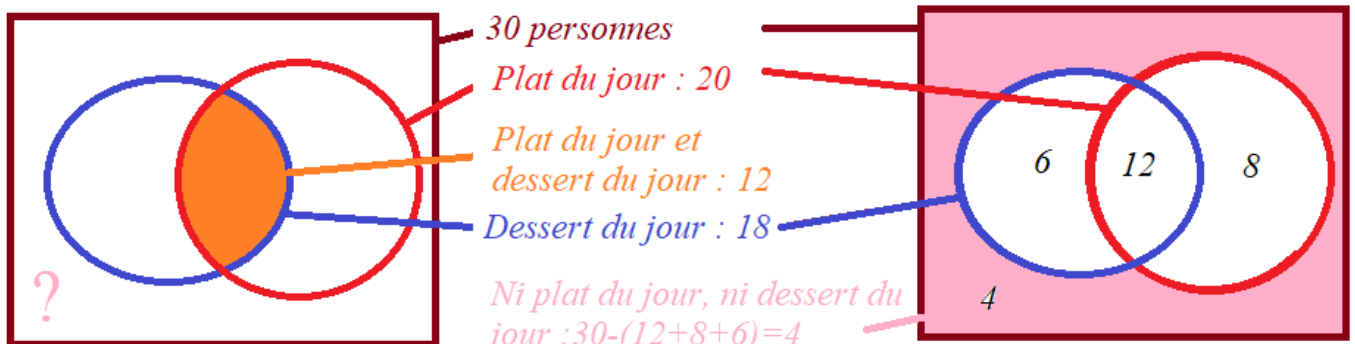 30 personnes
Plat du jour : 20
Plat du jour et
dessert du jour : 12
Dessert du jour : 18
?
Ni plat du jour, ni dessert du
jour :30-(12+8+6)=4
6
12
8
4